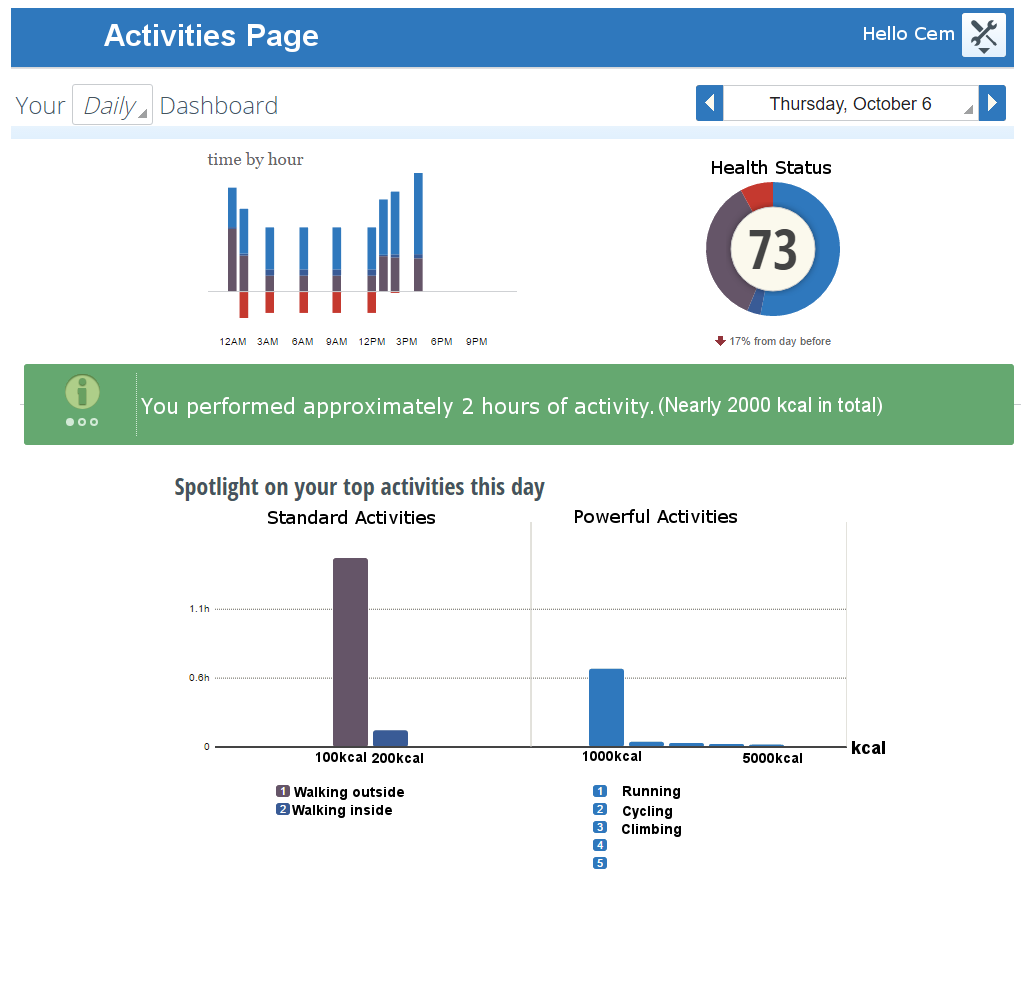 Activities Page
Hello Cem
Your Daily Dashboard
Thursday, October 6
time by hour
Health Status
73
12AM 3AM 6AM 9AM 12PM 3PM 6PM 9PM
17% from day before
You performed approximately 2 hours of activity. (Nearly 2000 kcal in total)
Spotlight on your top activities this day
Standard Activities
Powerful Activities
1.1h
0.6h
0
kcal
100kcal 200kcal
1000kcal
5000kcal
1 Walking outside
2 Walking inside
1 Running
2 Cycling
3 Climbing
4
5